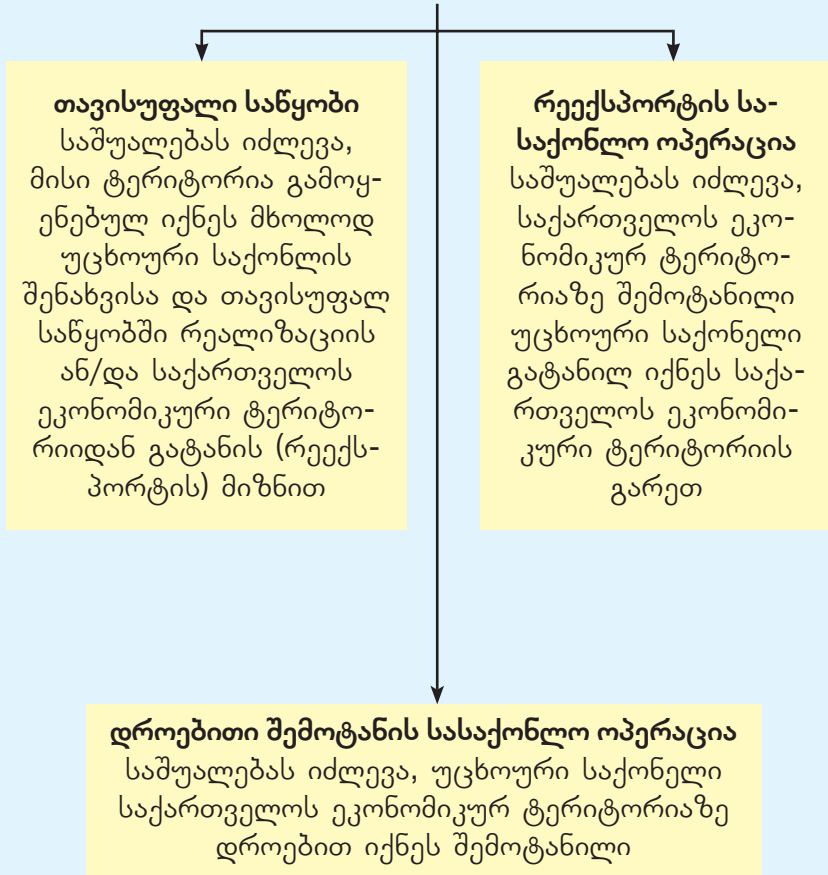 თავისუფალი საწყობი
საშუალებას იძლევა,
მისი ტერიტორია გამოყ-
ენებულ იქნეს მხოლოდ
უცხოური საქონლის
შენახვისა და თავისუფალ
საწყობში რეალიზაციის
ან/და საქართველოს
ეკონომიკური ტერიტო-
რიიდან გატანის (რეექს-
პორტის) მიზნით
რეექსპორტის სა-
საქონლო ოპერაცია
საშუალებას იძლევა,
საქართველოს ეკო-
ნომიკურ ტერიტო-
რიაზე შემოტანილი
უცხოური საქონელი
გატანილ იქნეს საქა-
რთველოს ეკონომი-
კური ტერიტორიის
გარეთ
დროებითი შემოტანის სასაქონლო ოპერაცია
საშუალებას იძლევა, უცხოური საქონელი
საქართველოს ეკონომიკურ ტერიტორიაზე
დროებით იქნეს შემოტანილი